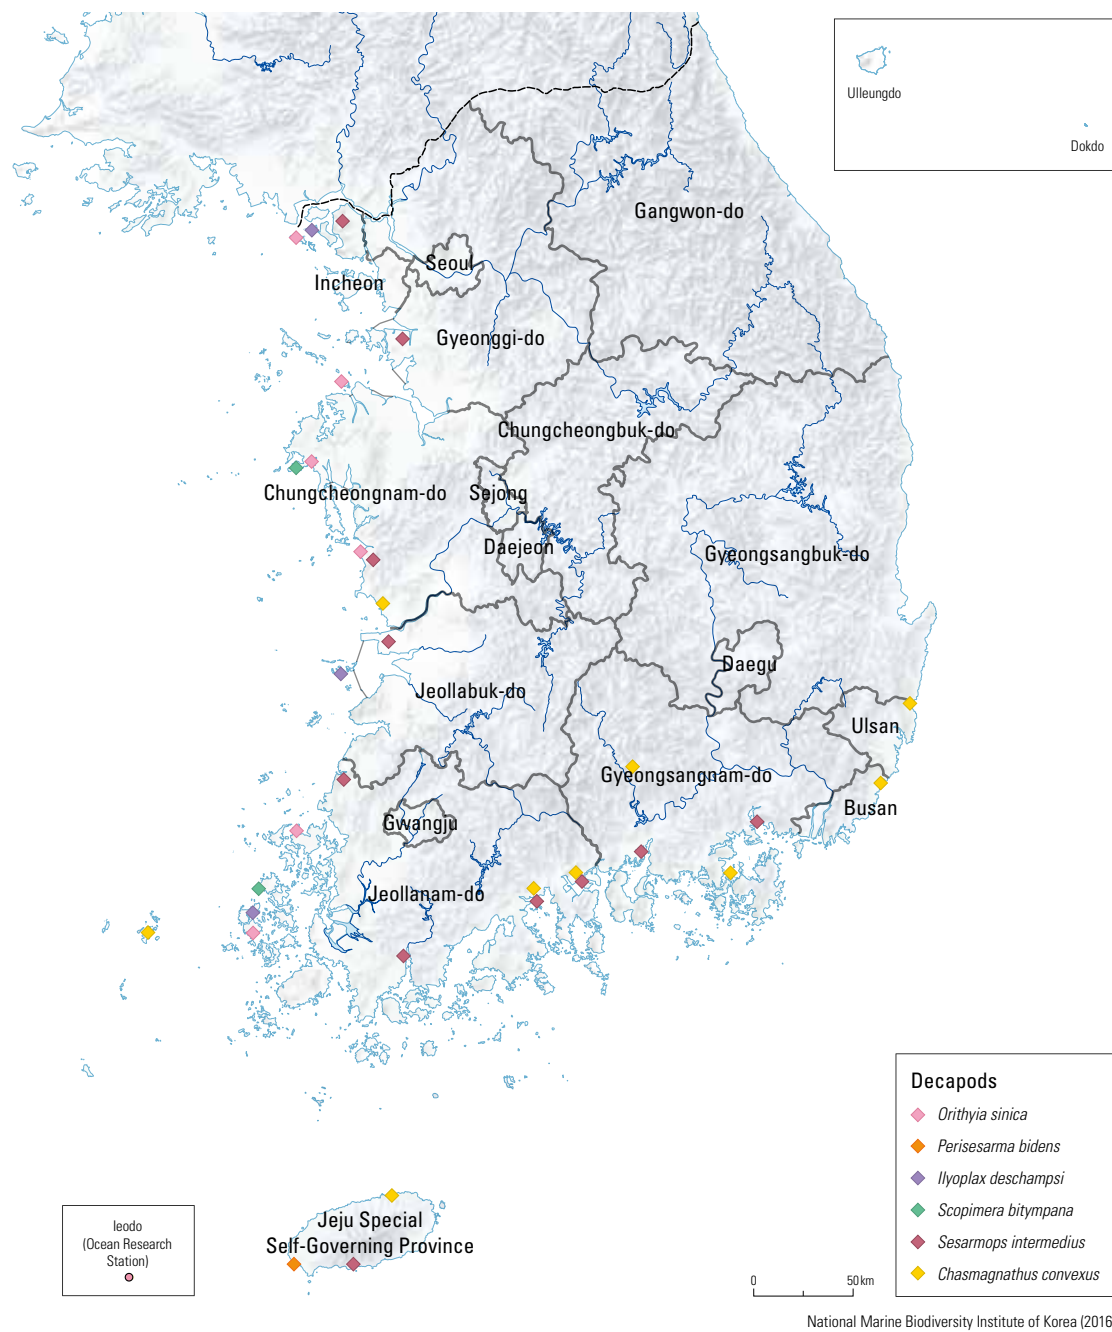 Ulleungdo
Dokdo
Gangwon-do
Seoul
Incheon
Gyeonggi-do
Chungcheongbuk-do
Chungcheongnam-do
Sejong
Daejeon
Gyeongsangbuk-do
Daegu
Jeollabuk-do
Ulsan
Gyeongsangnam-do
Busan
Gwangju
Jeollanam-do
Decapods
Orithyia sinica
Perisesarma bidens
Ilyoplax deschampsi
Scopimera bitympana
Sesarmops intermedius
Chasmagnathus convexus
Ieodo
(Ocean Research
Station)
Jeju Special
Self-Governing Province
0 50 km
National Marine Biodiversity Institute of Korea (2016